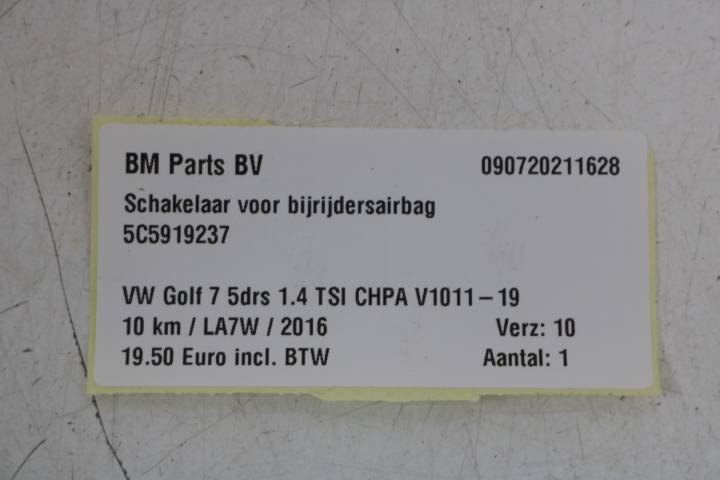 BM Parts BV 090720211628
Schakelaar voor bijrijdersairbag
5C5919237
VW Golf 7 5drs 1.4 TSI CHPA V1011-19
10 km / LA7W / 2016 Verz: 10
19.50 Euro incl. BTW Aantal: 1